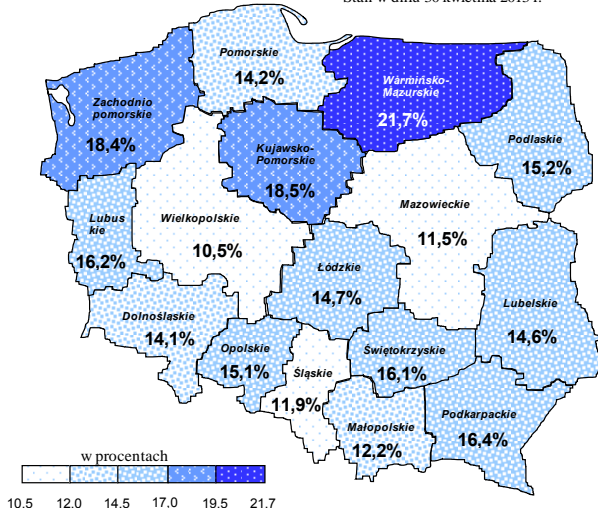 Stan w dniu 30 kwietnia 2013 r.
Pomorskie
14,2%
Warmińsko-
Mazurskie
21,7%
Zachodnio
pomorskie
18,4%
Podlaskie
15,2%
Kujawsko-
Pomorskie
18,5%
Lubus
kie
16,2%
Wielkopolskie
10,5%
Mazowieckie
11,5%
Łódzkie
14,7%
Lubelskie
14,6%
Dolnośląskie
14,1%
Opolskie
15,1%
Śląskie
11,9%
Świętokrzyskie
16,1%
Małopolskie
12,2%
Podkarpackie
16,4%
w procentach
10.5 12.0 14.5 17.0 19.5 21.7